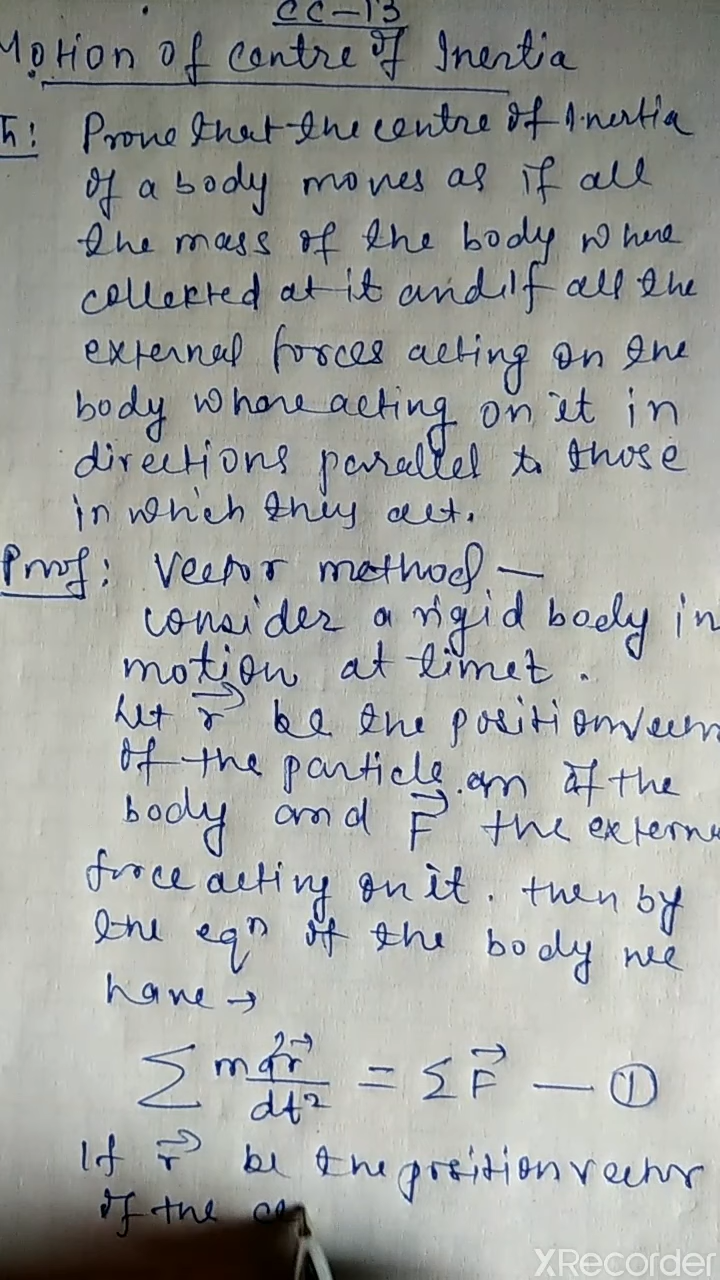 CC-13
Motion of centre of Inertia
Th: Prove that the centre of Inertia
of a body moves as if all
the mass of the body where
collected at it and if all the
external forces acting on the
body where acting on it in
directions parallel to those
in which they act.
Proof: Vector method —
consider a rigid body in
motion at time t.
Let r⃗ be the position
of the particle m of the
body and F⃗ the extern
force acting on it. then by
the eqⁿ of the body we
have →
∑ m d²r⃗/dt² = ∑ F⃗ — ①
If r⃗ be the position vector
of the ce
XRecorder